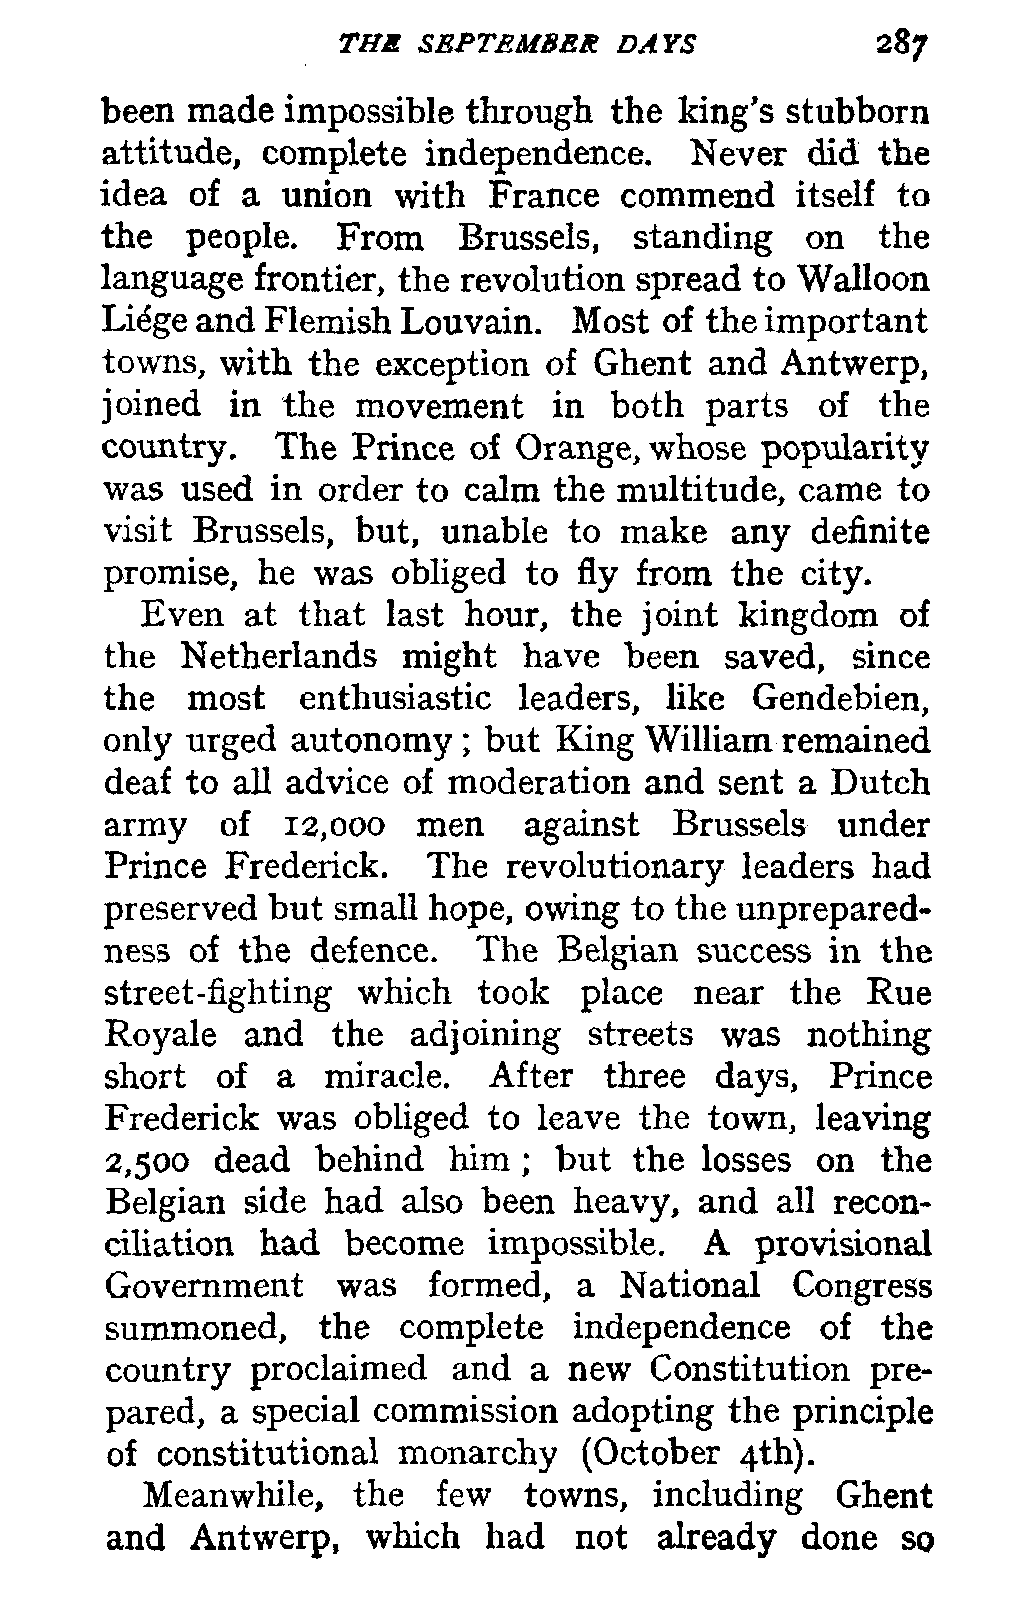 THE SEPTEMBER DAYS 287
been made impossible through the king's stubborn
attitude, complete independence. Never did the
idea of a union with France commend itself to
the people. From Brussels, standing on the
language frontier, the revolution spread to Walloon
Liége and Flemish Louvain. Most of the important
towns, with the exception of Ghent and Antwerp,
joined in the movement in both parts of the
country. The Prince of Orange, whose popularity
was used in order to calm the multitude, came to
visit Brussels, but, unable to make any definite
promise, he was obliged to fly from the city.
Even at that last hour, the joint kingdom of
the Netherlands might have been saved, since
the most enthusiastic leaders, like Gendebien,
only urged autonomy ; but King William remained
deaf to all advice of moderation and sent a Dutch
army of 12,000 men against Brussels under
Prince Frederick. The revolutionary leaders had
preserved but small hope, owing to the unprepared-
ness of the defence. The Belgian success in the
street-fighting which took place near the Rue
Royale and the adjoining streets was nothing
short of a miracle. After three days, Prince
Frederick was obliged to leave the town, leaving
2,500 dead behind him ; but the losses on the
Belgian side had also been heavy, and all recon-
ciliation had become impossible. A provisional
Government was formed, a National Congress
summoned, the complete independence of the
country proclaimed and a new Constitution pre-
pared, a special commission adopting the principle
of constitutional monarchy (October 4th).
Meanwhile, the few towns, including Ghent
and Antwerp, which had not already done so